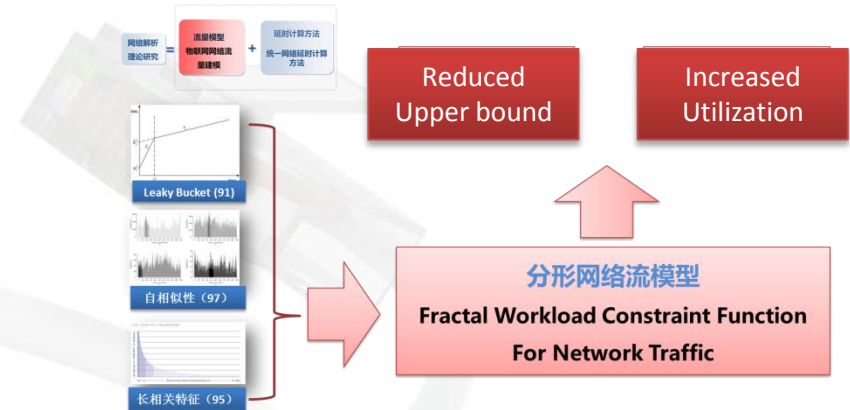 网络解析
理论研究
=
流量模型
物联网网络流
量建模
+
延时计算方法
统一网络延时计算
方法
Reduced
Upper bound
Increased
Utilization
Leaky Bucket (91)
自相似性（97）
长相关特征（95）
分形网络流模型
Fractal Workload Constraint Function
For Network Traffic